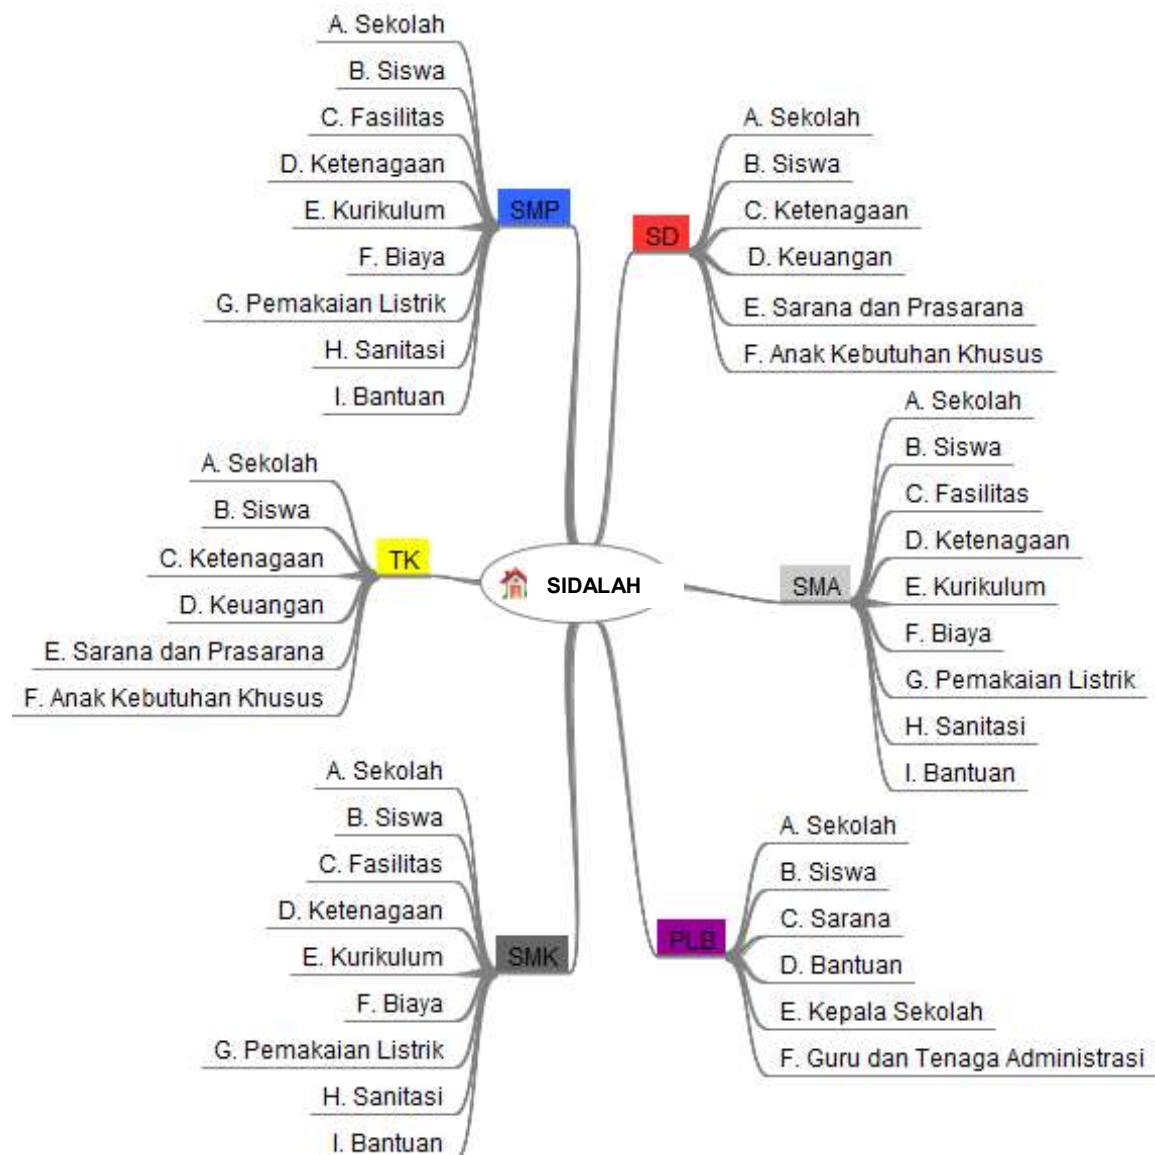 A. Sekolah
B. Siswa
C. Fasilitas
D. Ketenagaan
E. Kurikulum
F. Biaya
G. Pemakaian Listrik
H. Sanitasi
I. Bantuan
SMP
SD
A. Sekolah
B. Siswa
C. Ketenagaan
D. Keuangan
E. Sarana dan Prasarana
F. Anak Kebutuhan Khusus
A. Sekolah
B. Siswa
C. Ketenagaan
D. Keuangan
E. Sarana dan Prasarana
F. Anak Kebutuhan Khusus
TK
SIDALAH
SMA
A. Sekolah
B. Siswa
C. Fasilitas
D. Ketenagaan
E. Kurikulum
F. Biaya
G. Pemakaian Listrik
H. Sanitasi
I. Bantuan
A. Sekolah
B. Siswa
C. Fasilitas
D. Ketenagaan
E. Kurikulum
F. Biaya
G. Pemakaian Listrik
H. Sanitasi
I. Bantuan
SMK
PLB
A. Sekolah
B. Siswa
C. Sarana
D. Bantuan
E. Kepala Sekolah
F. Guru dan Tenaga Administrasi